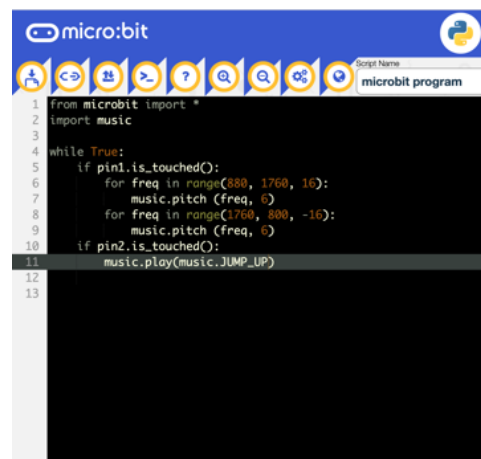 micro:bit
Script Name
microbit program
1 from microbit import *
2 import music
3
4 while True:
5     if pin1.is_touched():
6         for freq in range(880, 1760, 16):
7             music.pitch (freq, 6)
8         for freq in range(1760, 800, -16):
9             music.pitch (freq, 6)
10     if pin2.is_touched():
11         music.play(music.JUMP_UP)
12
13